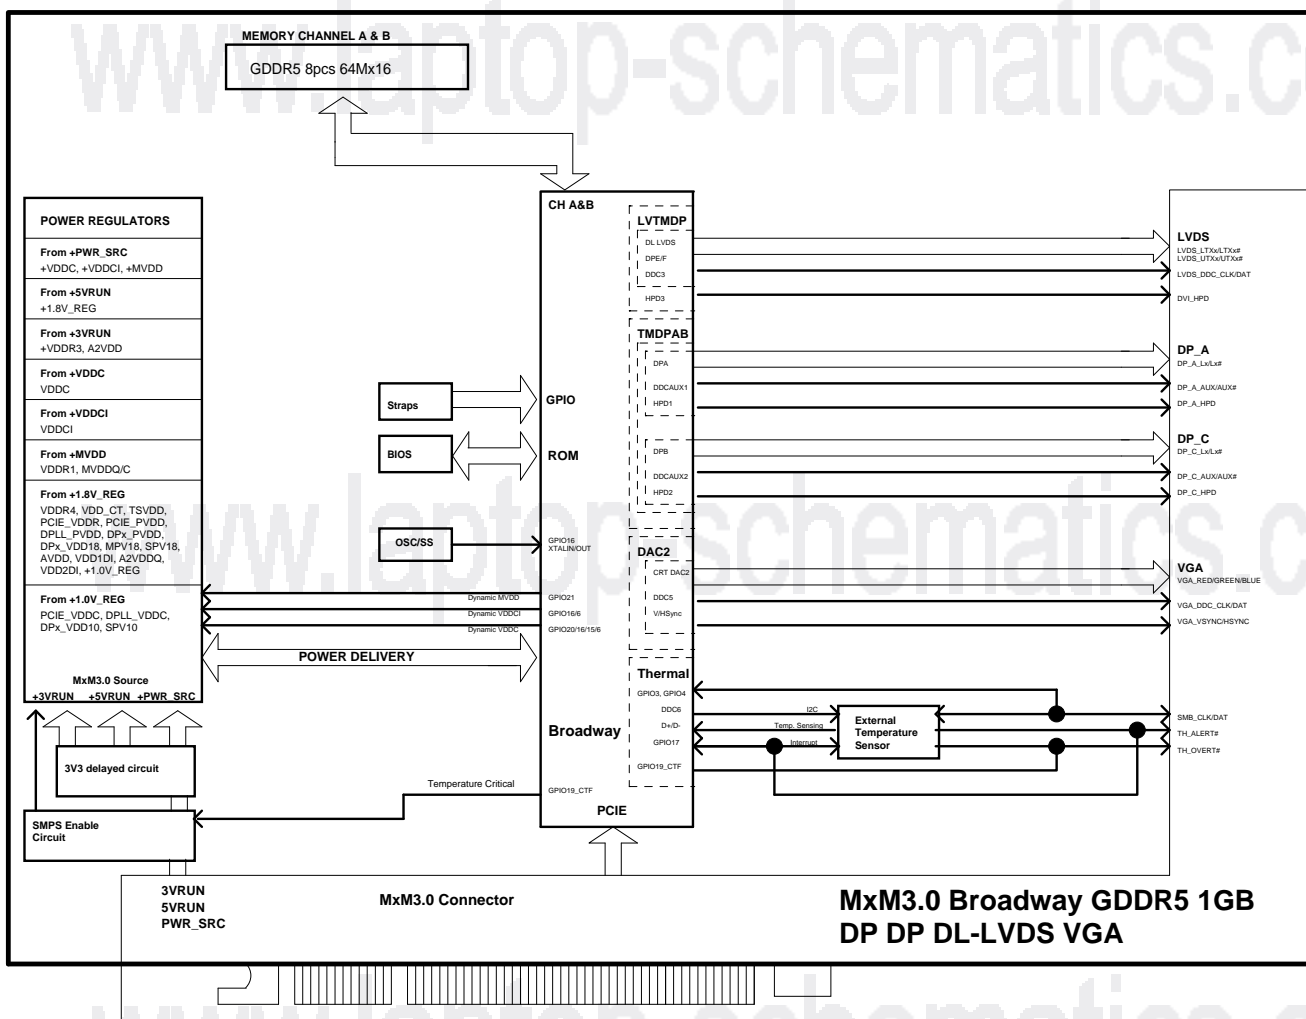 www.laptop-schematics.c
MEMORY CHANNEL A & B
GDDR5 8pcs 64Mx16
POWER REGULATORS
From +PWR_SRC
+VDDC, +VDDCI, +MVDD
From +5VRUN
+1.8V_REG
From +3VRUN
+VDDR3, A2VDD
From +VDDC
VDDC
From +VDDCI
VDDCI
From +MVDD
VDDR1, MVDDQ/C
From +1.8V_REG
VDDR4, VDD_CT, TSVDD,
PCIE_VDDR, PCIE_PVDD,
DPLL_PVDD, DPx_PVDD,
DPx_VDD18, MPV18, SPV18,
AVDD, VDD1DI, A2VDDQ,
VDD2DI, +1.0V_REG
From +1.0V_REG
PCIE_VDDC, DPLL_VDDC,
DPx_VDD10, SPV10
MxM3.0 Source
+3VRUN +5VRUN +PWR_SRC
3V3 delayed circuit
SMPS Enable
Circuit
Straps
BIOS
OSC/SS
Dynamic MVDD
Dynamic VDDCI
Dynamic VDDC
POWER DELIVERY
Temperature Critical
CH A&B
GPIO
ROM
GPIO16
XTALIN/OUT
GPIO21
GPIO16/6
GPIO20/16/15/6
Broadway
GPIO19_CTF
PCIE
LVTMDP
DL LVDS
DPE/F
DDC3
HPD3
TMDPAB
DPA
DDCAUX1
HPD1
DPB
DDCAUX2
HPD2
DAC2
CRT DAC2
DDC5
V/HSync
Thermal
GPIO3, GPIO4
DDC6
D+/D-
GPIO17
GPIO19_CTF
I2C
Temp. Sensing
Interrupt
External
Temperature
Sensor
LVDS
LVDS_LTXx/LTXx#
LVDS_UTXx/UTXx#
LVDS_DDC_CLK/DAT
DVI_HPD
DP_A
DP_A_Lx/Lx#
DP_A_AUX/AUX#
DP_A_HPD
DP_C
DP_C_Lx/Lx#
DP_C_AUX/AUX#
DP_C_HPD
VGA
VGA_RED/GREEN/BLUE
VGA_DDC_CLK/DAT
VGA_VSYNC/HSYNC
SMB_CLK/DAT
TH_ALERT#
TH_OVERT#
www.laptop-schematics.c
3VRUN
5VRUN
PWR_SRC
MxM3.0 Connector
MxM3.0 Broadway GDDR5 1GB
DP DP DL-LVDS VGA
www.laptop-schematics.c